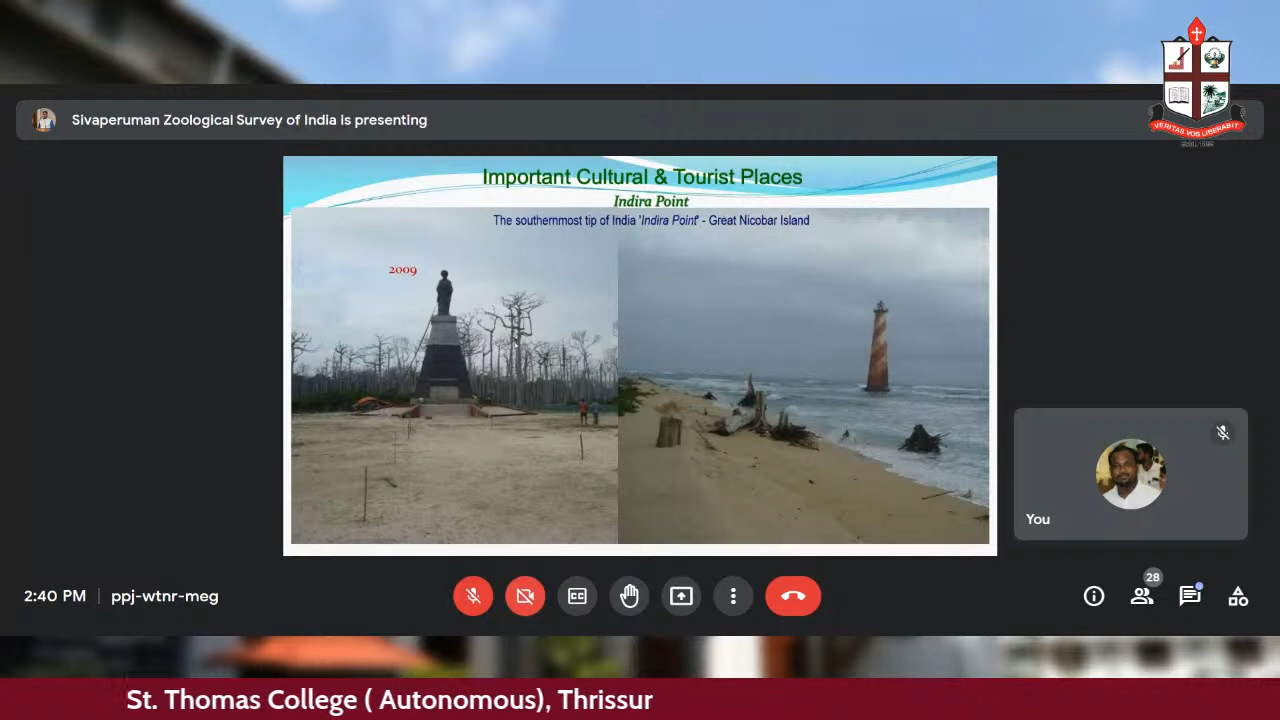 VERITAS VOS LIBERABIT
Sivaperuman Zoological Survey of India is presenting
Important Cultural & Tourist Places
Indira Point
The southernmost tip of India 'Indira Point' - Great Nicobar Island
2009
You
2:40 PM | ppj-wtnr-meg
CC
28
St. Thomas College ( Autonomous), Thrissur